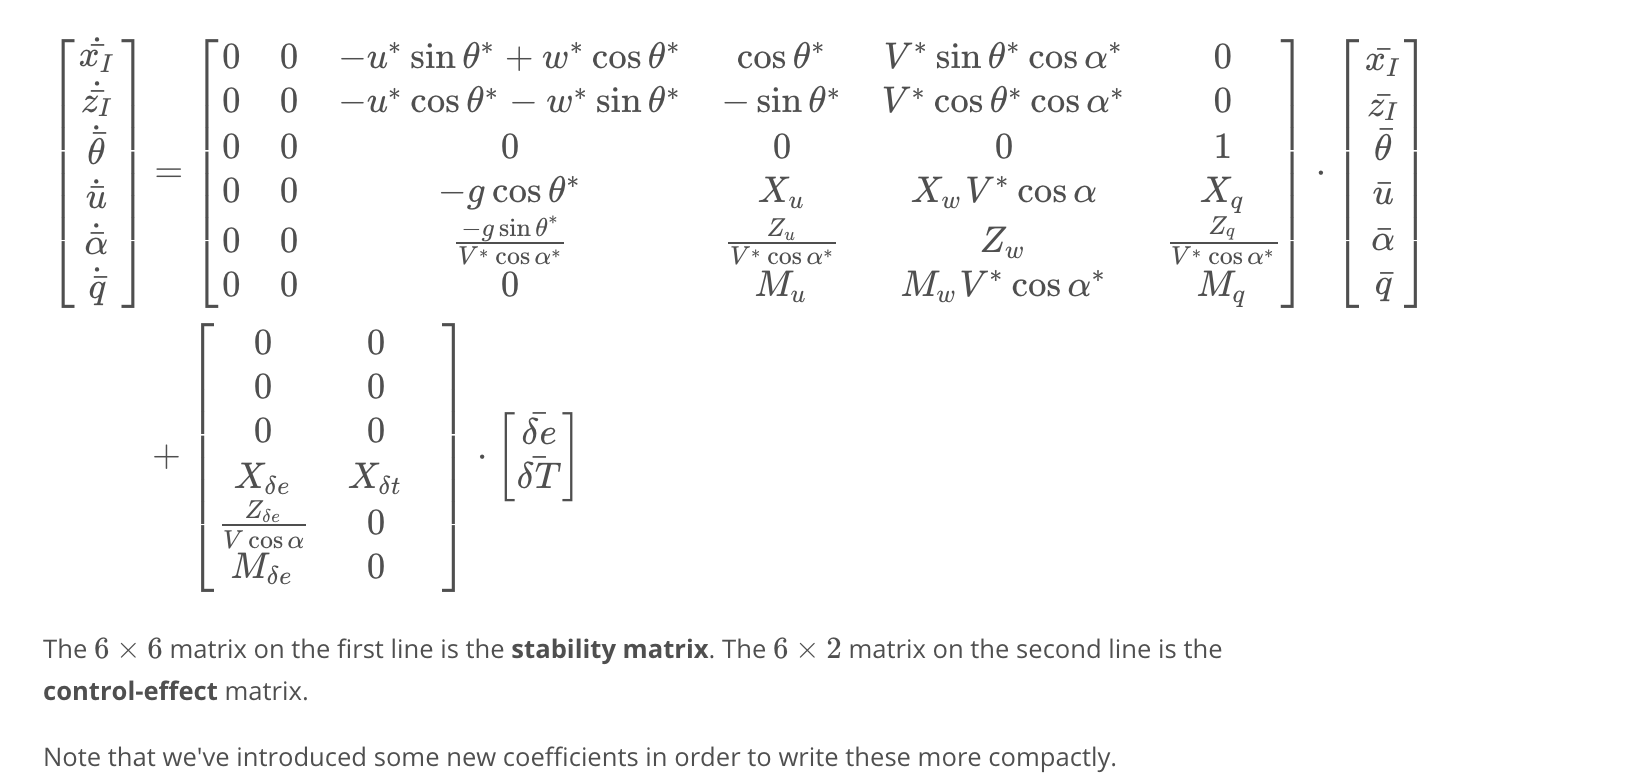 $$\begin{bmatrix} \dot{\bar{x_I}} \\ \dot{\bar{z_I}} \\ \dot{\bar{\theta}} \\ \dot{\bar{u}} \\ \dot{\bar{\alpha}} \\ \dot{\bar{q}} \end{bmatrix} = \begin{bmatrix} 0 & 0 & -u^* \sin\theta^* + w^* \cos\theta^* & \cos\theta^* & V^* \sin\theta^* \cos\alpha^* & 0 \\ 0 & 0 & -u^* \cos\theta^* - w^* \sin\theta^* & -\sin\theta^* & V^* \cos\theta^* \cos\alpha^* & 0 \\ 0 & 0 & 0 & 0 & 0 & 1 \\ 0 & 0 & -g\cos\theta^* & X_u & X_w V^* \cos\alpha & X_q \\ 0 & 0 & \frac{-g\sin\theta^*}{V^*\cos\alpha^*} & \frac{Z_u}{V^*\cos\alpha^*} & Z_w & \frac{Z_q}{V^*\cos\alpha^*} \\ 0 & 0 & 0 & M_u & M_w V^* \cos\alpha^* & M_q \end{bmatrix} \cdot \begin{bmatrix} \bar{x_I} \\ \bar{z_I} \\ \bar{\theta} \\ \bar{u} \\ \bar{\alpha} \\ \bar{q} \end{bmatrix}$$
$$+ \begin{bmatrix} 0 & 0 \\ 0 & 0 \\ 0 & 0 \\ X_{\delta e} & X_{\delta t} \\ \frac{Z_{\delta e}}{V\cos\alpha} & 0 \\ M_{\delta e} & 0 \end{bmatrix} \cdot \begin{bmatrix} \bar{\delta e} \\ \bar{\delta T} \end{bmatrix}$$
The 6 × 6 matrix on the first line is the stability matrix. The 6 × 2 matrix on the second line is the
control-effect matrix.
Note that we've introduced some new coefficients in order to write these more compactly.